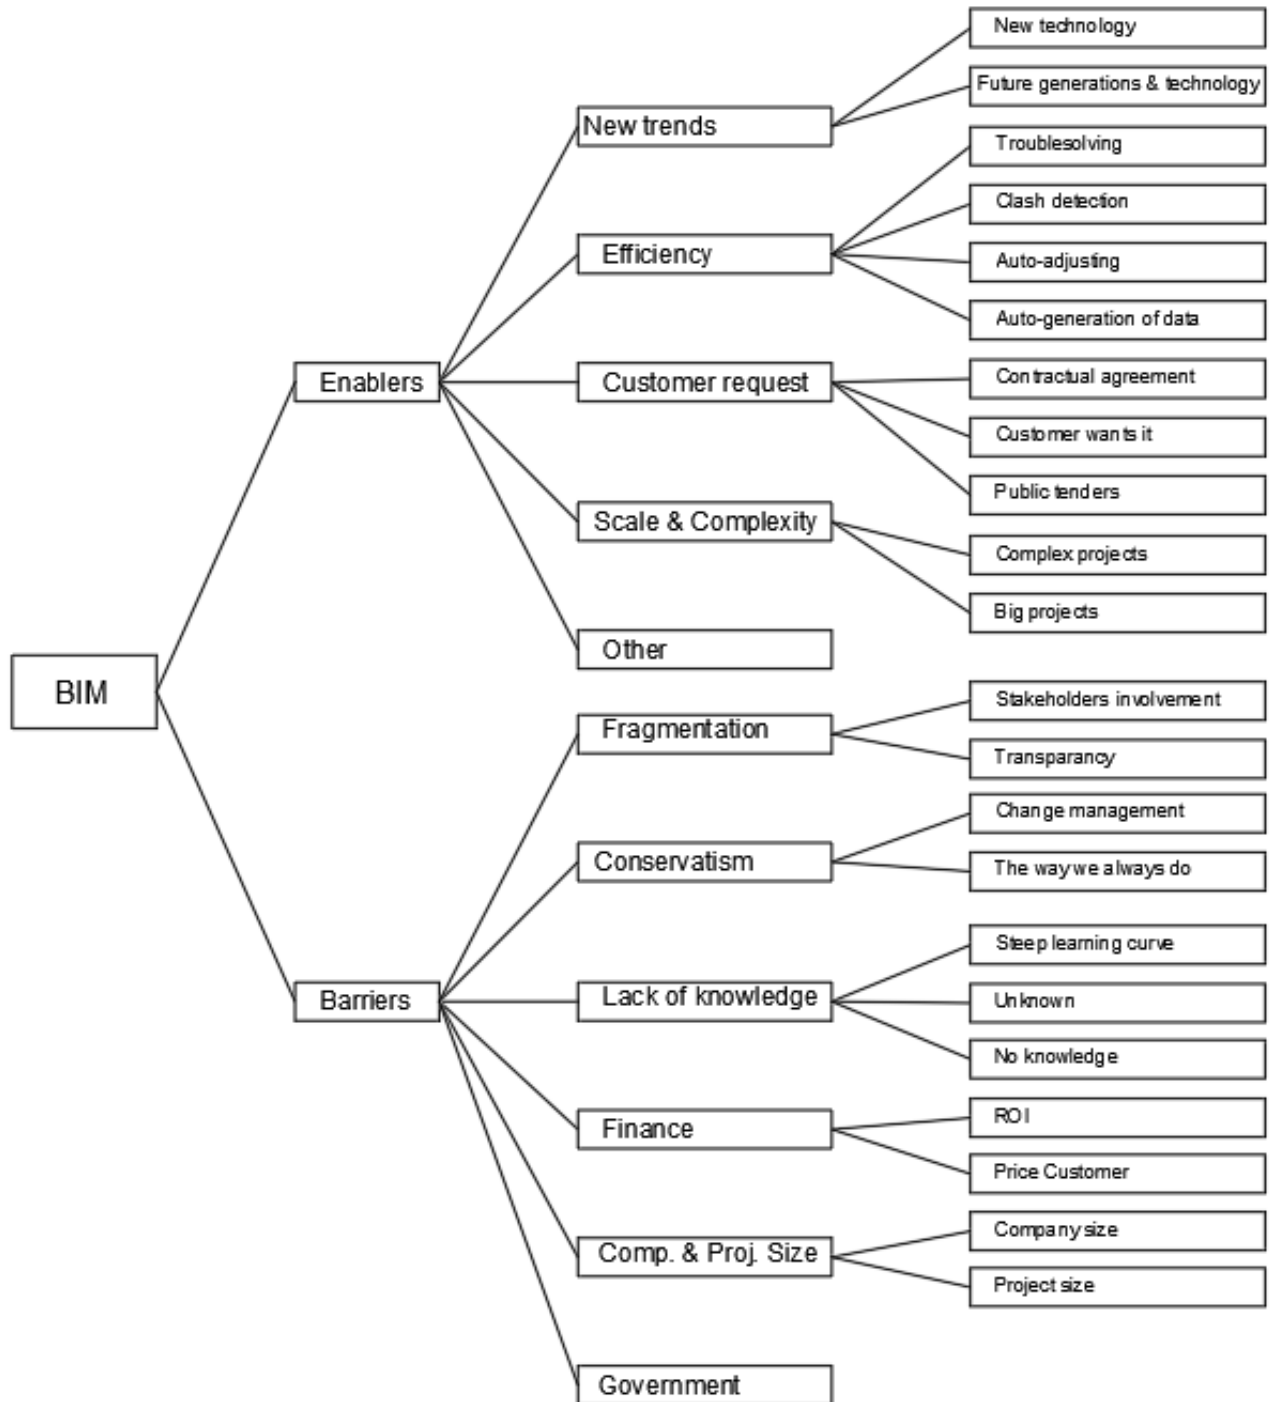 BIM
Enablers
New trends
New technology
Future generations & technology
Efficiency
Troublesolving
Clash detection
Auto-adjusting
Auto-generation of data
Customer request
Contractual agreement
Customer wants it
Public tenders
Scale & Complexity
Complex projects
Big projects
Other
Barriers
Fragmentation
Stakeholders involvement
Transparancy
Conservatism
Change management
The way we always do
Lack of knowledge
Steep learning curve
Unknown
No knowledge
Finance
ROI
Price Customer
Comp. & Proj. Size
Company size
Project size
Government